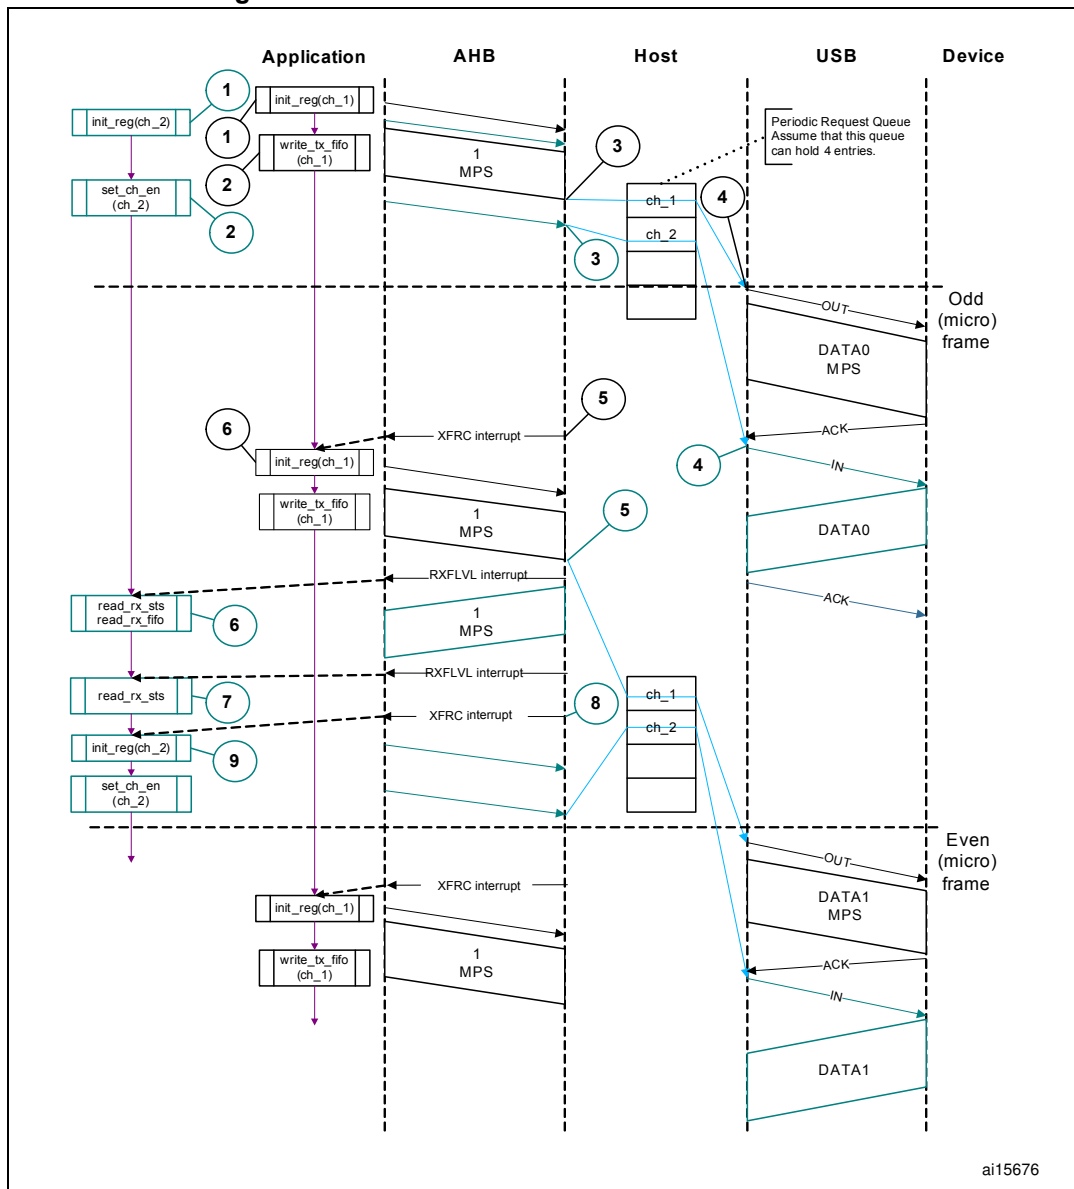 Application
AHB
Host
USB
Device
1
init_reg(ch_1)
init_reg(ch_2)
1
Periodic Request Queue
Assume that this queue
can hold 4 entries.
write_tx_fifo
(ch_1)
1
MPS
3
2
set_ch_en
(ch_2)
4
ch_1
2
ch_2
3
Odd
(micro)
frame
OUT
DATA0
MPS
5
6
XFRC interrupt
ACK
init_reg(ch_1)
4
IN
write_tx_fifo
(ch_1)
1
MPS
5
DATA0
RXFLVL interrupt
read_rx_sts
read_rx_fifo
6
1
MPS
ACK
RXFLVL interrupt
read_rx_sts
7
ch_1
8
XFRC interrupt
ch_2
init_reg(ch_2)
9
set_ch_en
(ch_2)
Even
(micro)
frame
OUT
XFRC interrupt
init_reg(ch_1)
DATA1
MPS
write_tx_fifo
(ch_1)
1
MPS
ACK
IN
DATA1
ai15676